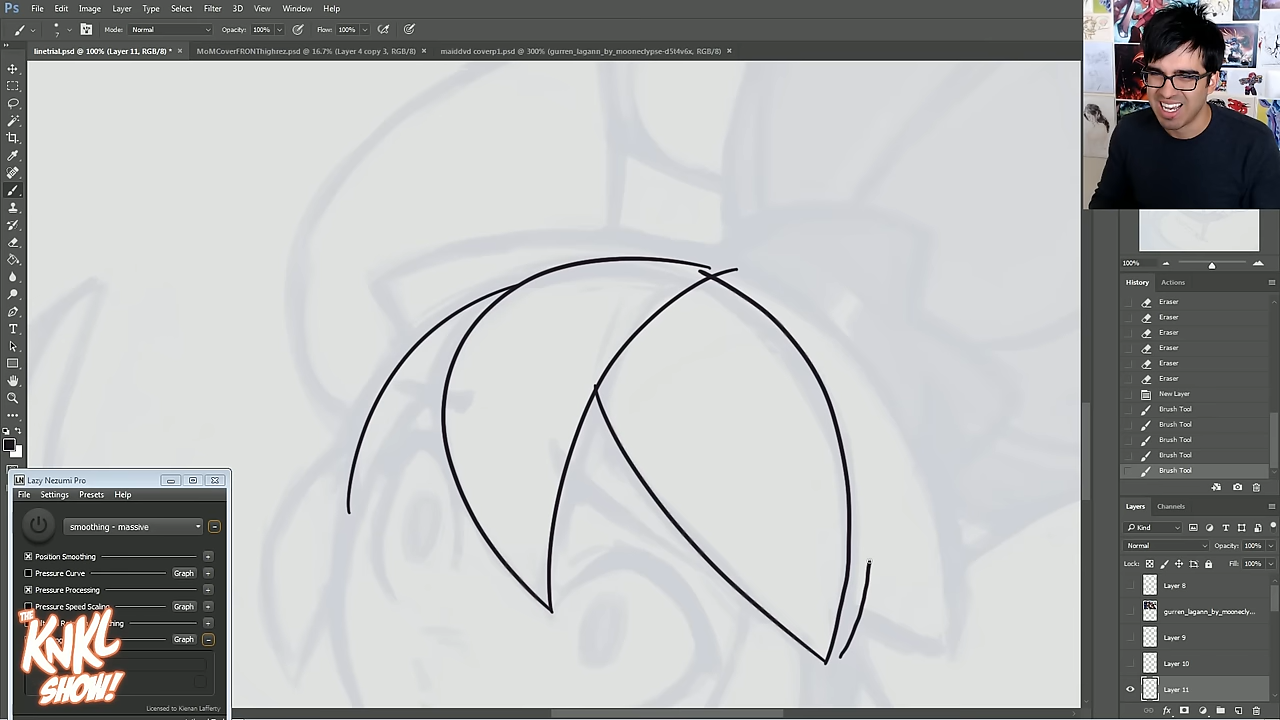 Ps File Edit Image Layer Type Select Filter 3D View Window Help
Mode: Normal Opacity: 100% Flow: 100%
linetrial.psd @ 100% (Layer 11, RGB/8) * × MoMCoverFRONThighrez.psd @ 16.7% (Layer 4 copy 3, RGB/8) × maiddvd coverp1.psd @ 300% (gurren_lagann_by_mooneclypse-d5t4v6x, RGB/8) ×
100%
History Actions
Eraser
Eraser
Eraser
Eraser
Eraser
Eraser
New Layer
Brush Tool
Brush Tool
Brush Tool
Brush Tool
Brush Tool
Layers Channels
Kind
Normal Opacity: 100%
Lock: Fill: 100%
Layer 8
gurren_lagann_by_moonecly...
Layer 9
Layer 10
Layer 11
LN Lazy Nezumi Pro
File Settings Presets Help
smoothing - massive
Position Smoothing
Pressure Curve Graph
Pressure Processing
Pressure Speed Scaling Graph
Graph
Licensed to Kienan Lafferty
THE
KNKL
SHOW!